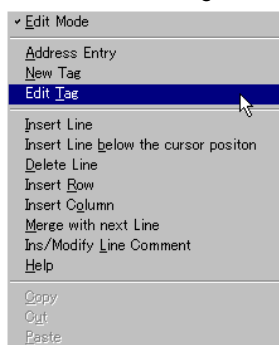 Edit Mode
Address Entry
New Tag
Edit Tag
Insert Line
Insert Line below the cursor positon
Delete Line
Insert Row
Insert Column
Merge with next Line
Ins/Modify Line Comment
Help
Copy
Cut
Paste